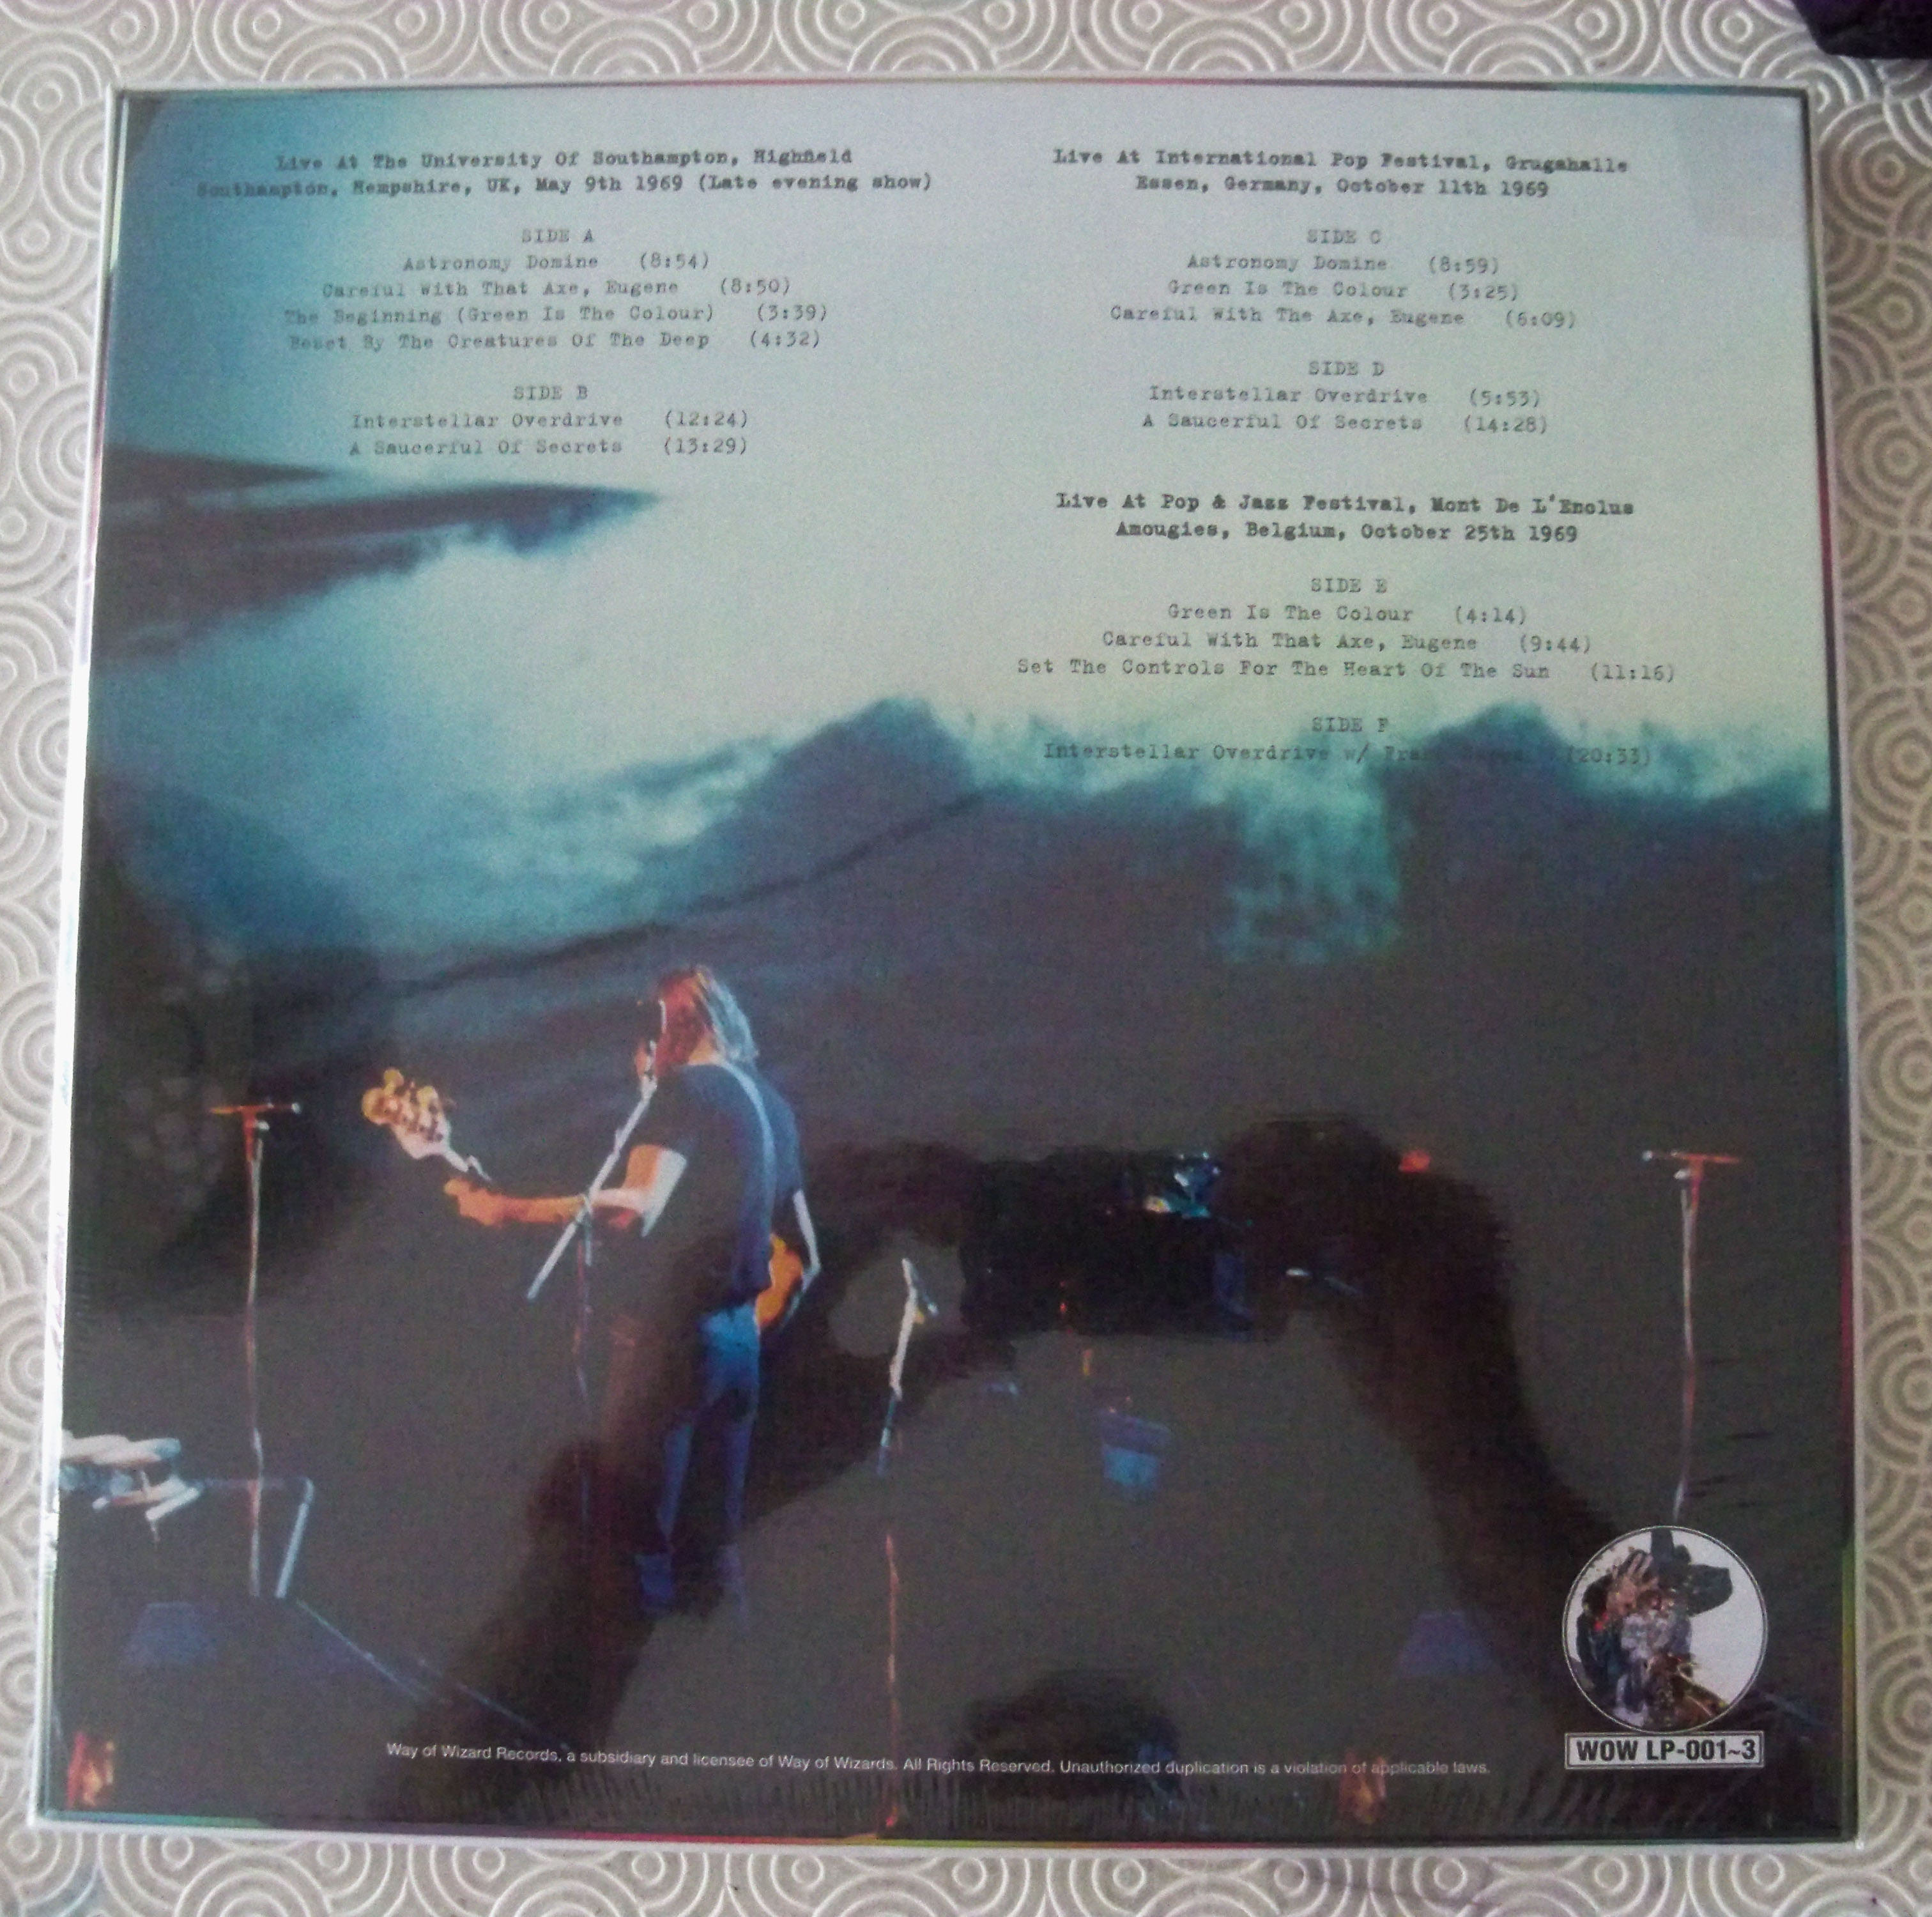 Live At The University Of Southampton, Highfield
Southampton, Hempshire, UK, May 9th 1969 (Late evening show)
SIDE A
Astronomy Domine (8:54)
Careful With That Axe, Eugene (8:50)
The Beginning (Green Is The Colour) (3:39)
Beset By The Creatures Of The Deep (4:32)
SIDE B
Interstellar Overdrive (12:24)
A Saucerful Of Secrets (13:29)
Live At International Pop Festival, Grugahalle
Essen, Germany, October 11th 1969
SIDE C
Astronomy Domine (8:59)
Green Is The Colour (3:25)
Careful With The Axe, Eugene (6:09)
SIDE D
Interstellar Overdrive (5:53)
A Saucerful Of Secrets (14:28)
Live At Pop & Jazz Festival, Mont De L'Enclus
Amougies, Belgium, October 25th 1969
SIDE E
Green Is The Colour (4:14)
Careful With That Axe, Eugene (9:44)
Set The Controls For The Heart Of The Sun (11:16)
SIDE F
Interstellar Overdrive w/ (20:33)
Way of Wizard Records, a subsidiary and licensee of Way of Wizards. All Rights Reserved. Unauthorized duplication is a violation of applicable laws.
WOW LP-001~3